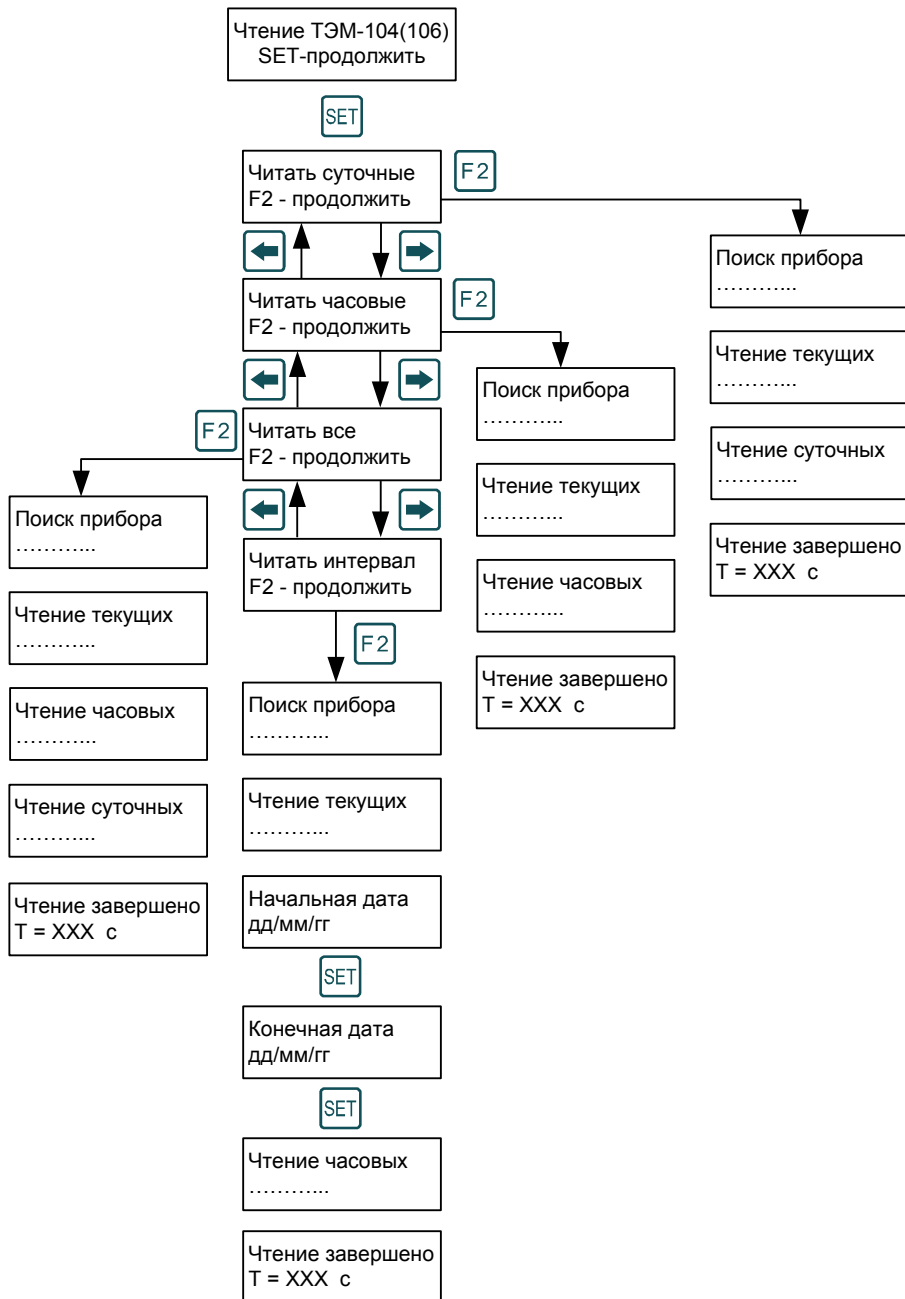 Чтение ТЭМ-104(106)
SET-продолжить
SET
Читать суточные
F2 - продолжить
F2
Читать часовые
F2 - продолжить
F2
Читать все
F2 - продолжить
F2
Читать интервал
F2 - продолжить
F2
Поиск прибора
…………...
Чтение текущих
…………...
Чтение часовых
…………...
Чтение суточных
…………...
Чтение завершено
T = XXX с
Поиск прибора
…………...
Чтение текущих
…………...
Начальная дата
дд/мм/гг
SET
Конечная дата
дд/мм/гг
SET
Чтение часовых
…………...
Чтение завершено
T = XXX с
Поиск прибора
…………...
Чтение текущих
…………...
Чтение часовых
…………...
Чтение завершено
T = XXX с
Поиск прибора
…………...
Чтение текущих
…………...
Чтение суточных
…………...
Чтение завершено
T = XXX с